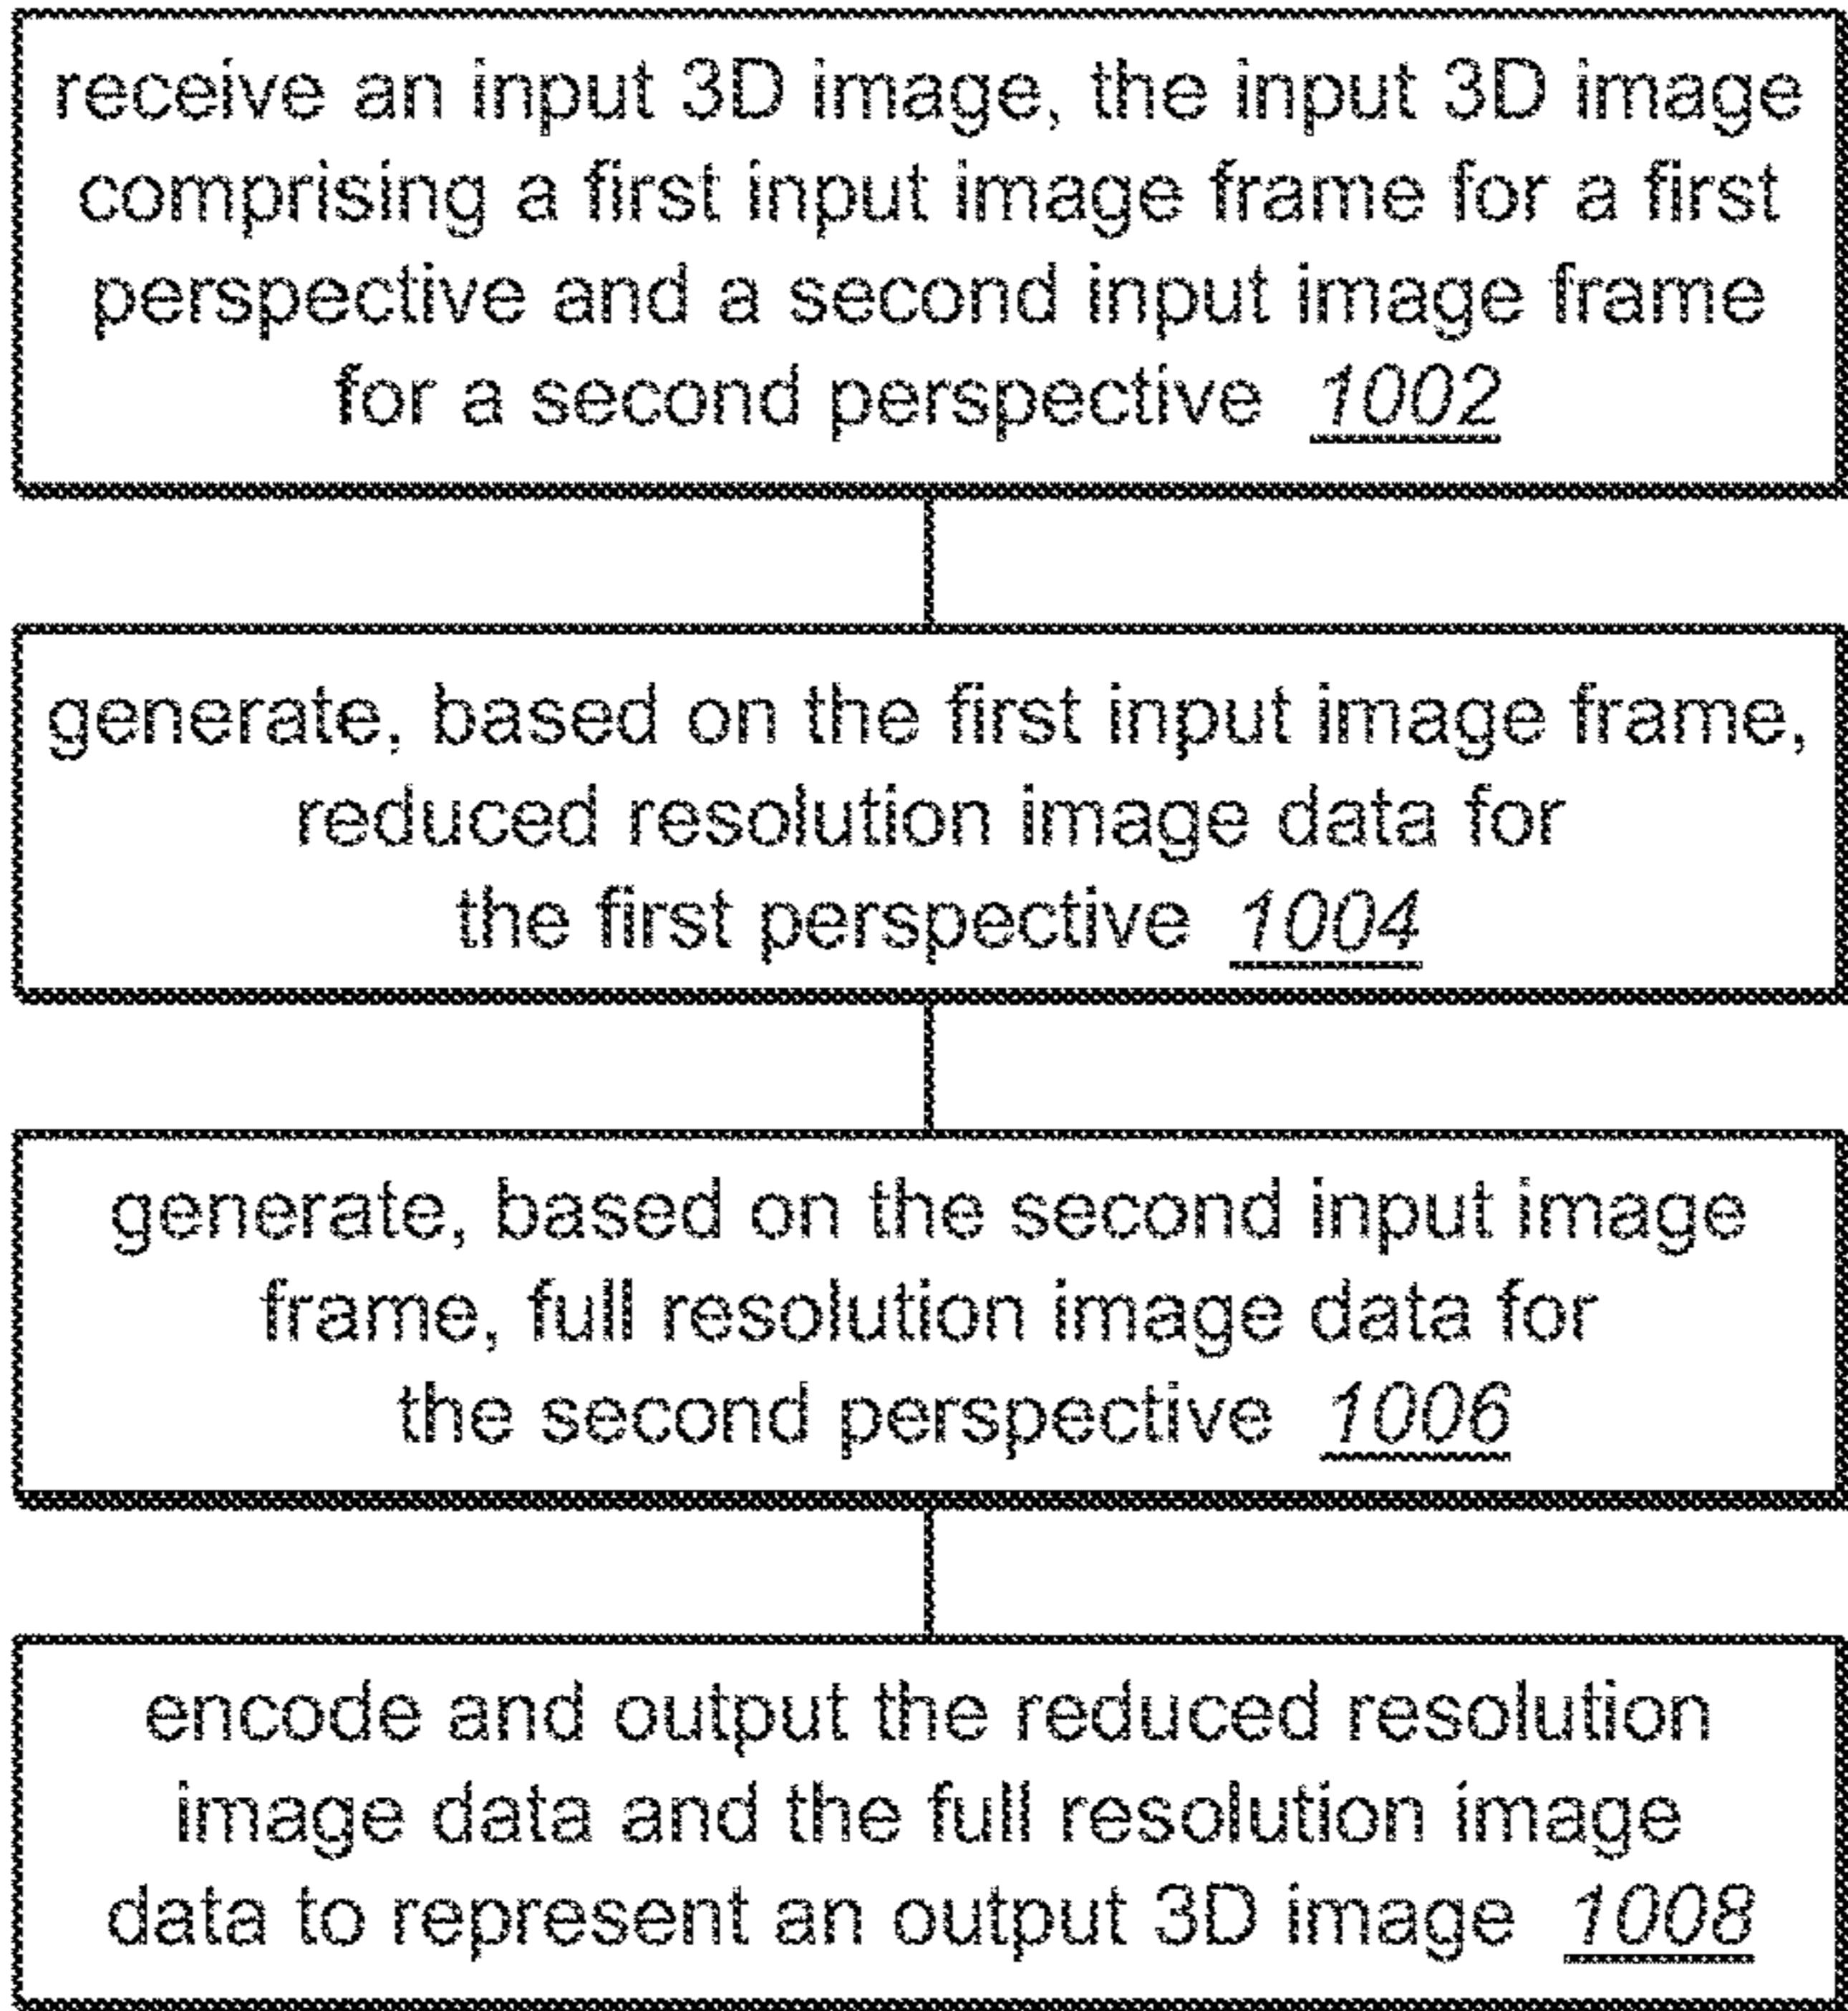 receive an input 3D image, the input 3D image
comprising a first input image frame for a first
perspective and a second input image frame
for a second perspective 1002
generate, based on the first input image frame,
reduced resolution image data for
the first perspective 1004
generate, based on the second input image
frame, full resolution image data for
the second perspective 1006
encode and output the reduced resolution
image data and the full resolution image
data to represent an output 3D image 1008